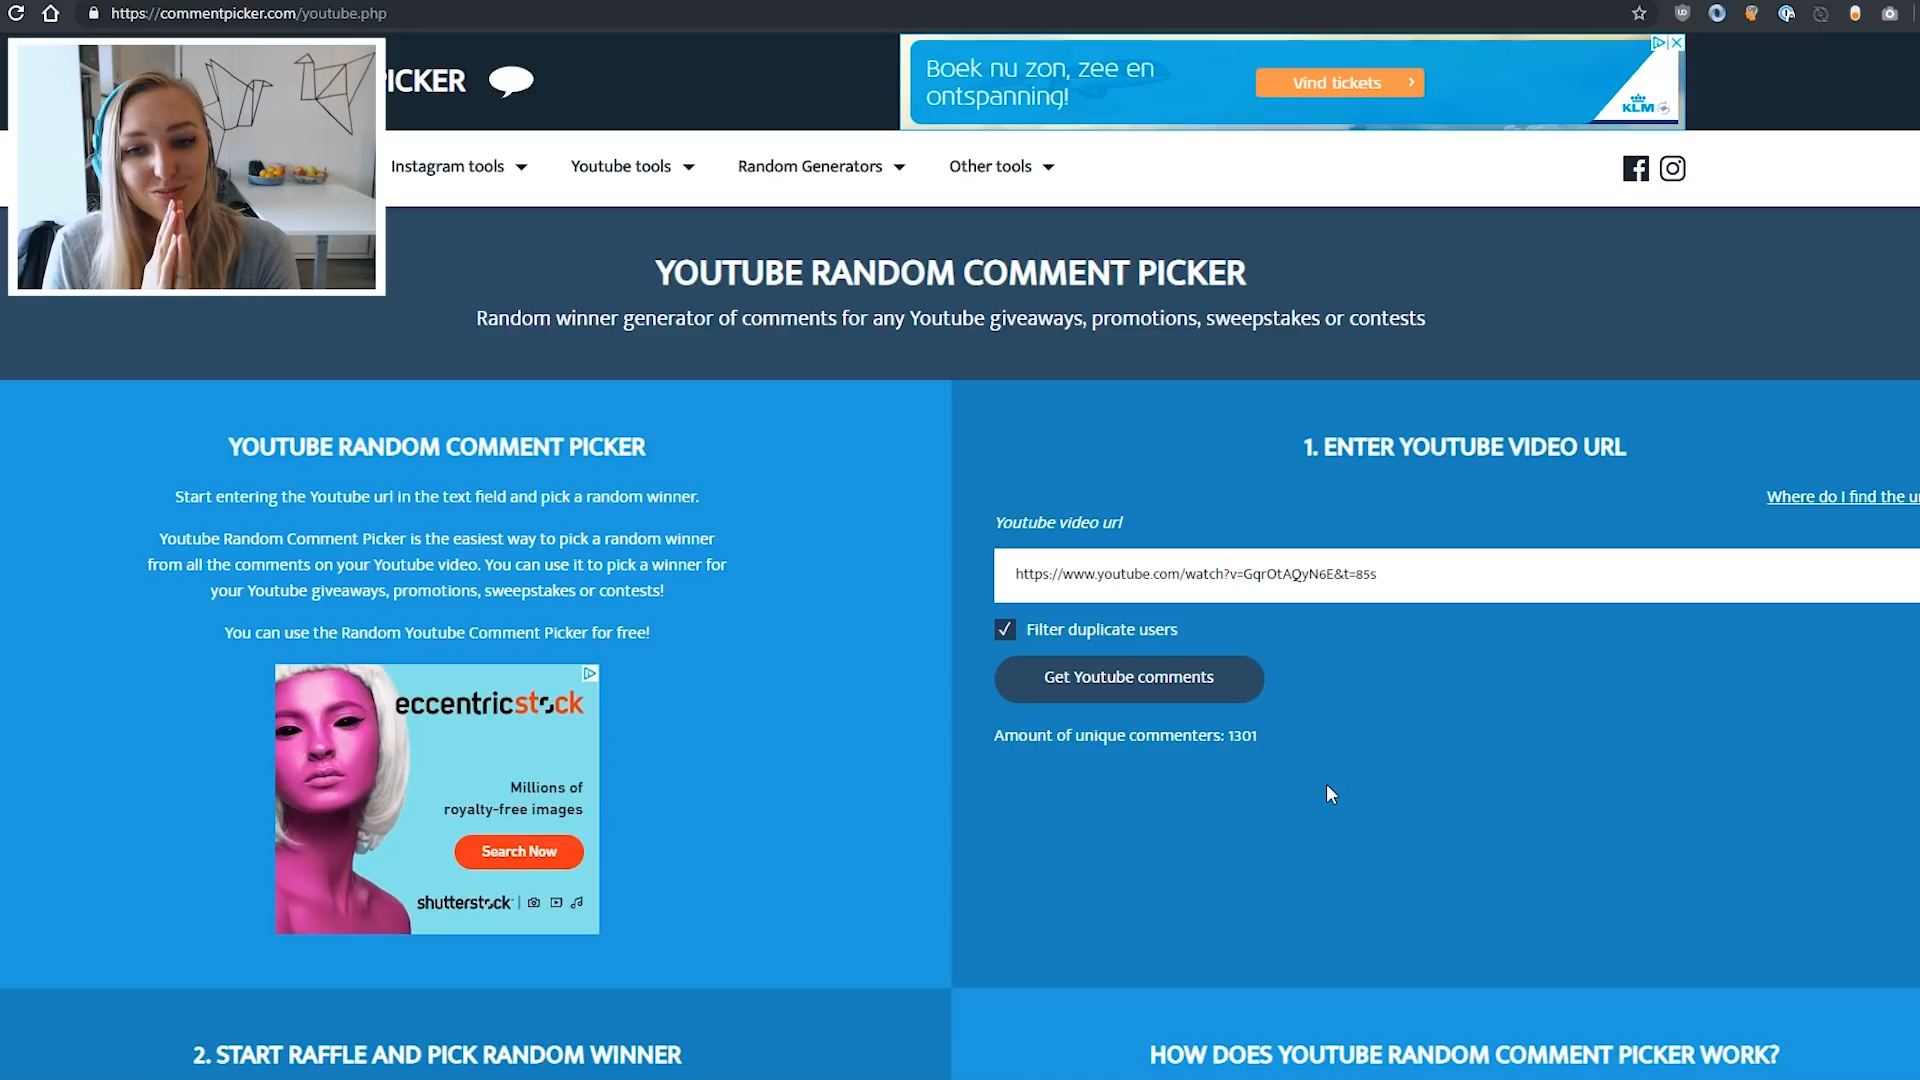 https://commentpicker.com/youtube.php
ICKER
Boek nu zon, zee en
ontspanning!
Vind tickets
KLM
Instagram tools
Youtube tools
Random Generators
Other tools
YOUTUBE RANDOM COMMENT PICKER
Random winner generator of comments for any Youtube giveaways, promotions, sweepstakes or contests
YOUTUBE RANDOM COMMENT PICKER
Start entering the Youtube url in the text field and pick a random winner.
Youtube Random Comment Picker is the easiest way to pick a random winner
from all the comments on your Youtube video. You can use it to pick a winner for
your Youtube giveaways, promotions, sweepstakes or contests!
You can use the Random Youtube Comment Picker for free!
eccentricstock
Millions of
royalty-free images
Search Now
shutterstock
1. ENTER YOUTUBE VIDEO URL
Where do I find the u
Youtube video url
https://www.youtube.com/watch?v=GqrOtAQyN6E&t=85s
Filter duplicate users
Get Youtube comments
Amount of unique commenters: 1301
2. START RAFFLE AND PICK RANDOM WINNER
HOW DOES YOUTUBE RANDOM COMMENT PICKER WORK?